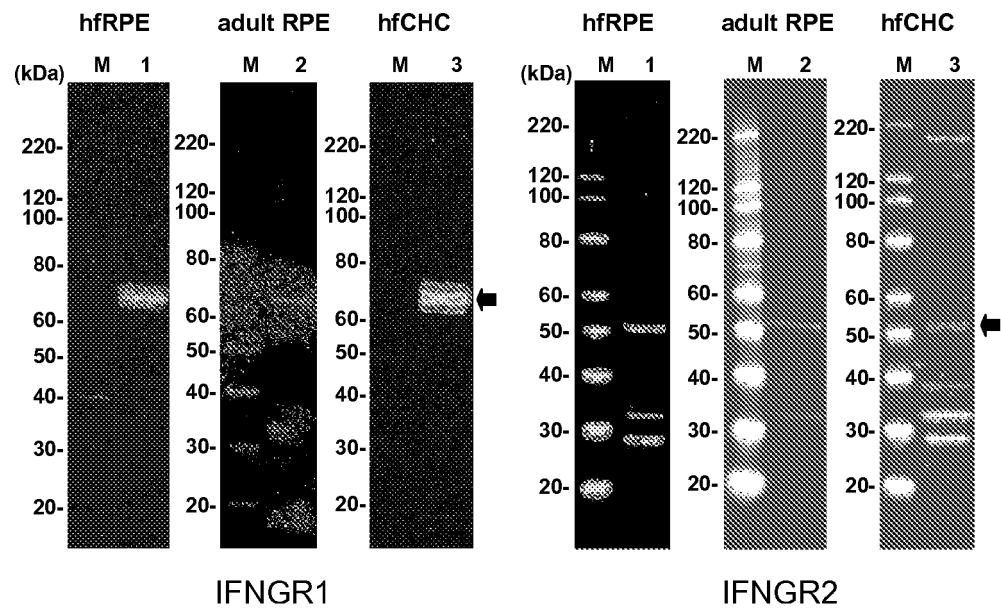 hfRPE adult RPE hfCHC hfRPE adult RPE hfCHC
(kDa) M 1 M 2 M 3 M 1 M 2 M 3
220- 220- 220- 220- 220- 220-
120- 120- 120- 120- 120- 120-
100- 100- 100- 100- 100- 100-
80- 80- 80- 80- 80- 80-
60- 60- 60- 60- 60- 60-
50- 50- 50- 50- 50- 50-
40- 40- 40- 40- 40- 40-
30- 30- 30- 30- 30- 30-
20- 20- 20- 20- 20- 20-
IFNGR1 IFNGR2